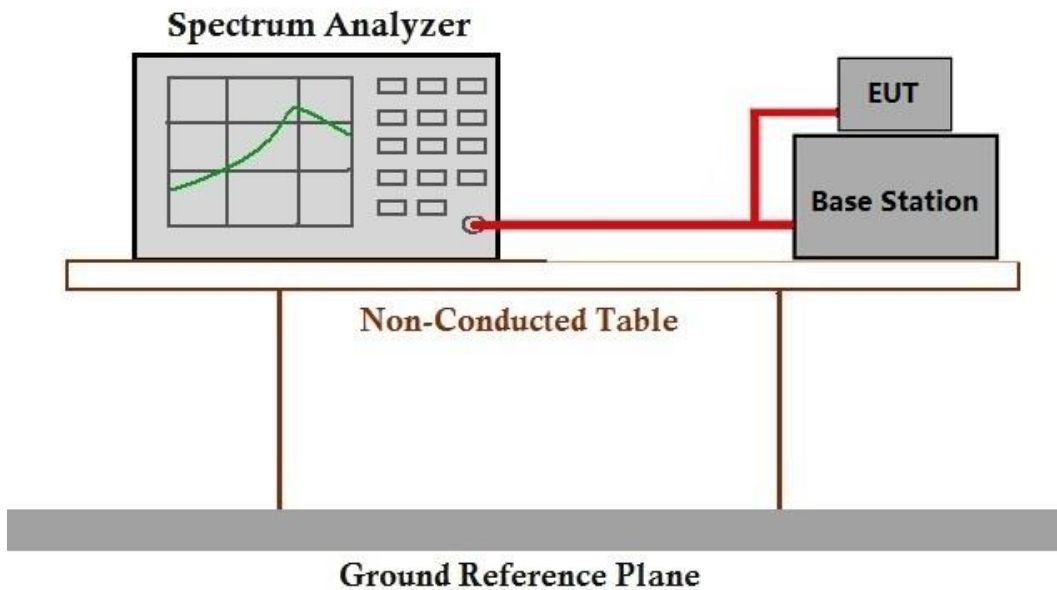 Spectrum Analyzer
EUT
Base Station
Non-Conducted Table
Ground Reference Plane